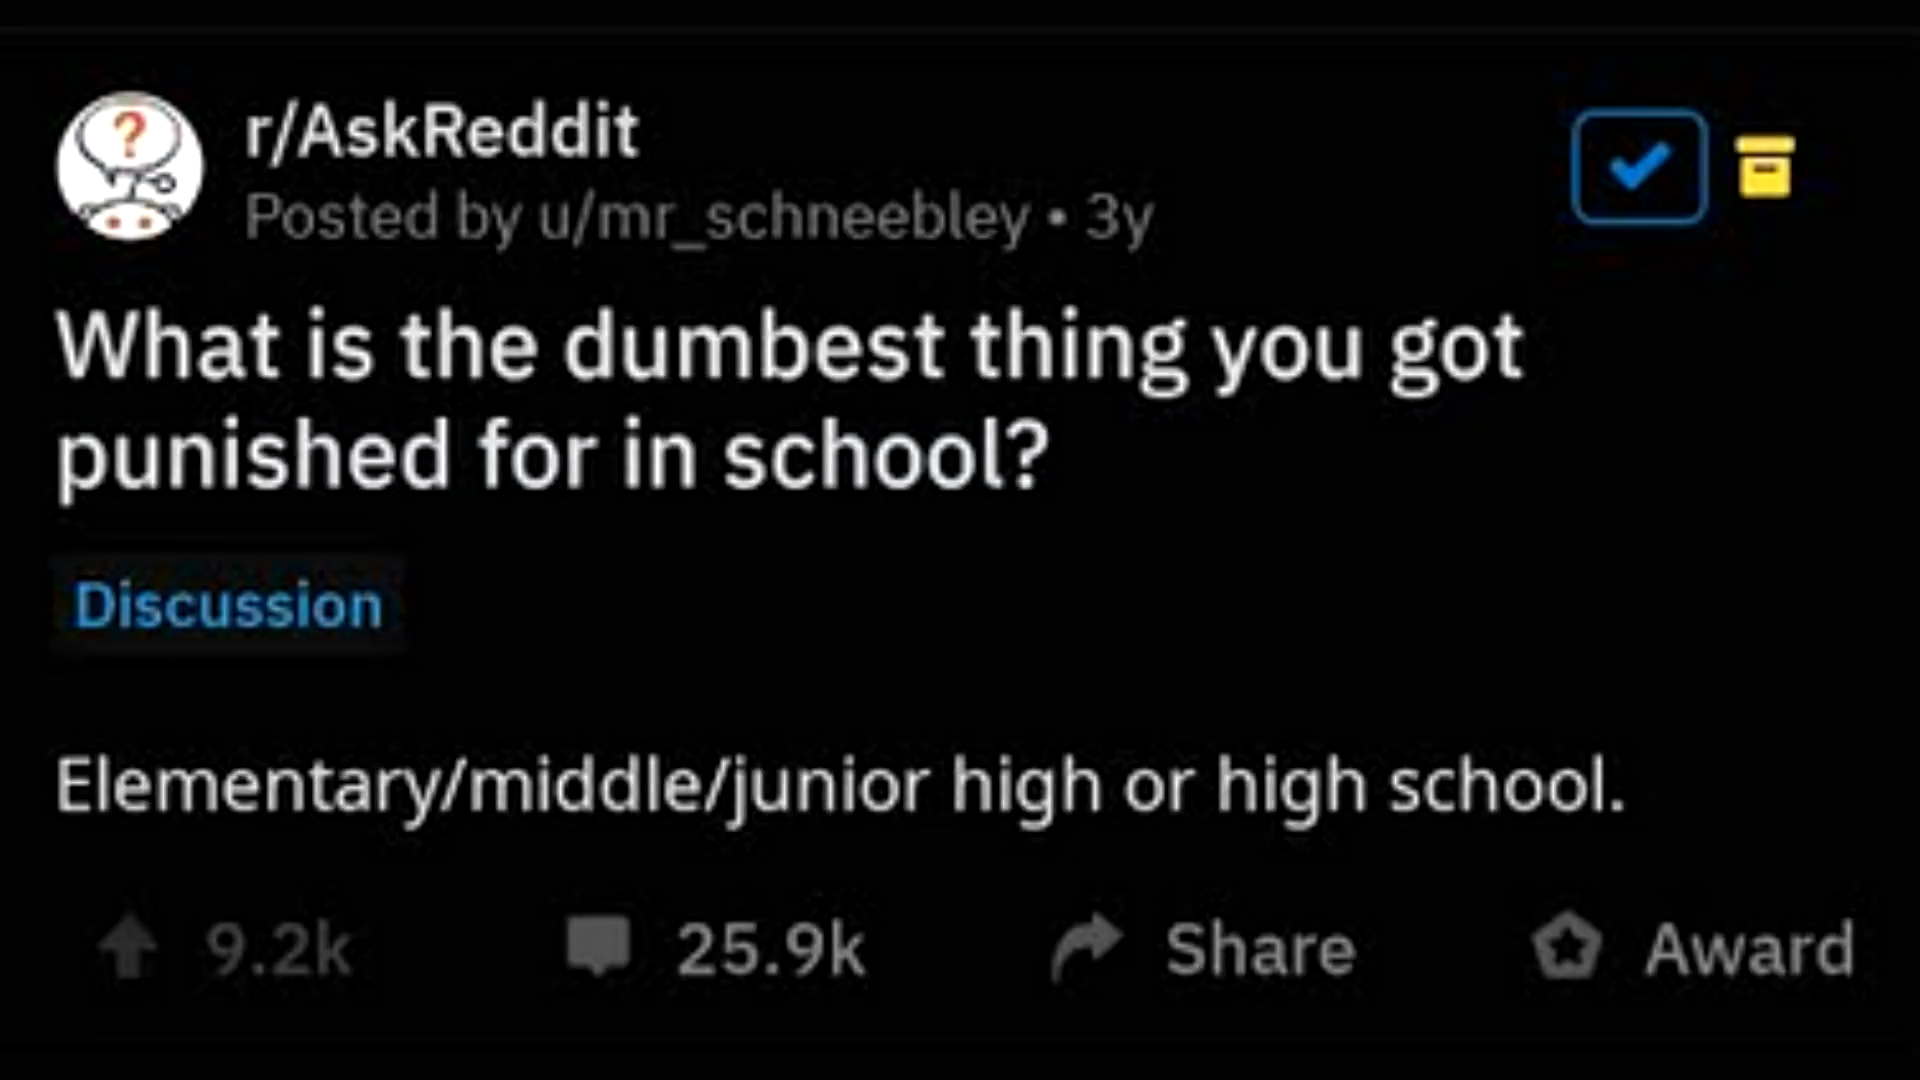 ?
r/AskReddit
Posted by u/mr_schneebley • 3y
What is the dumbest thing you got
punished for in school?
Discussion
Elementary/middle/junior high or high school.
9.2k 25.9k Share Award